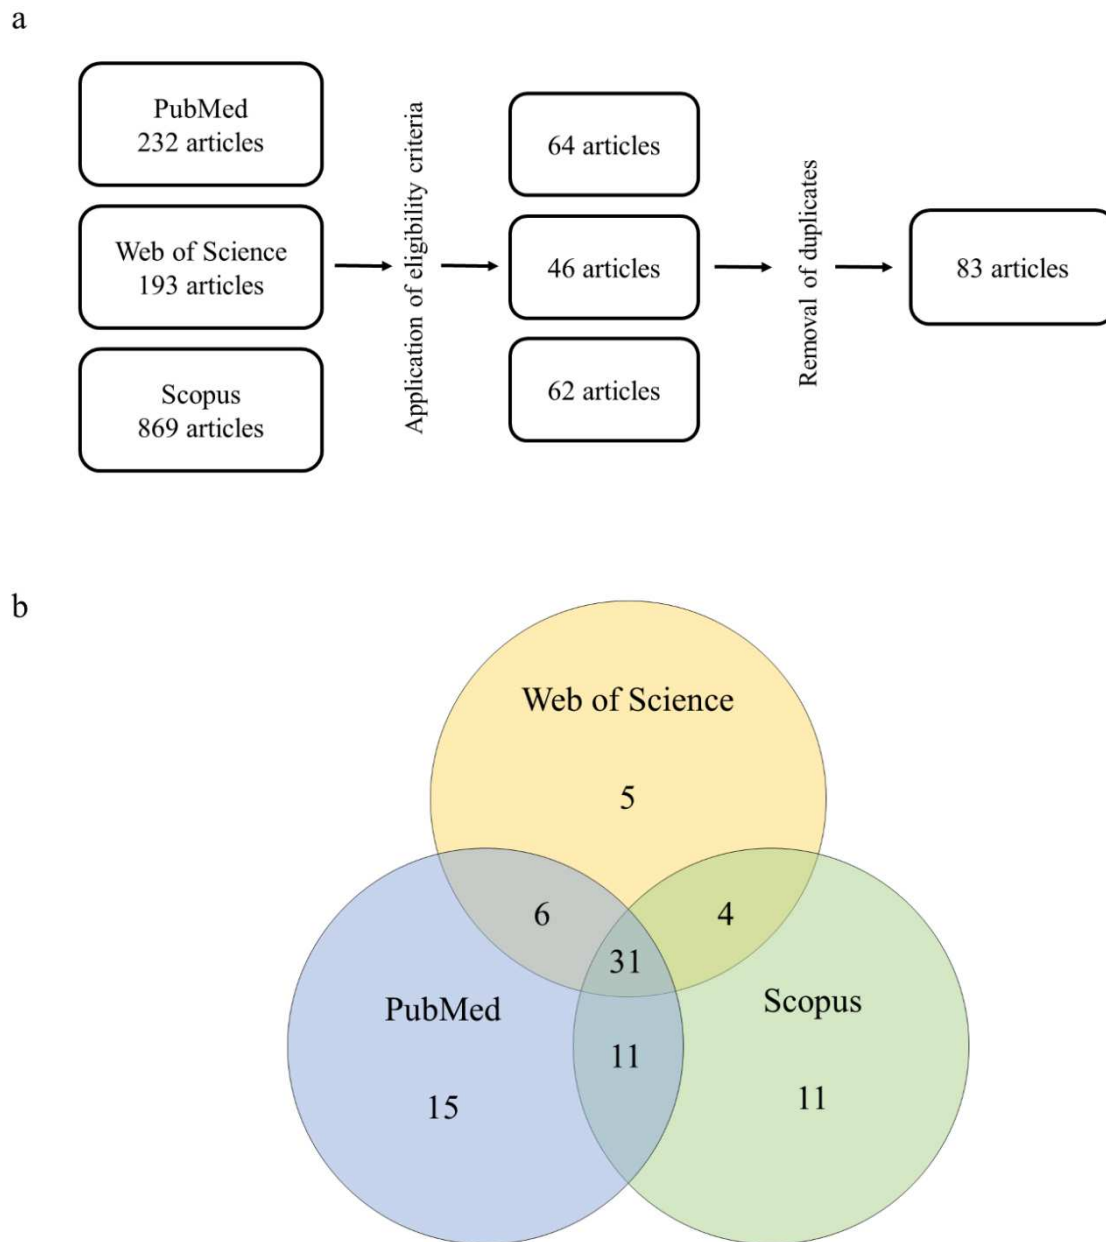 a
PubMed
232 articles
Web of Science
193 articles
Scopus
869 articles
Application of eligibility criteria
64 articles
46 articles
62 articles
Removal of duplicates
83 articles
b
Web of Science
5
6
4
31
PubMed
Scopus
11
15
11